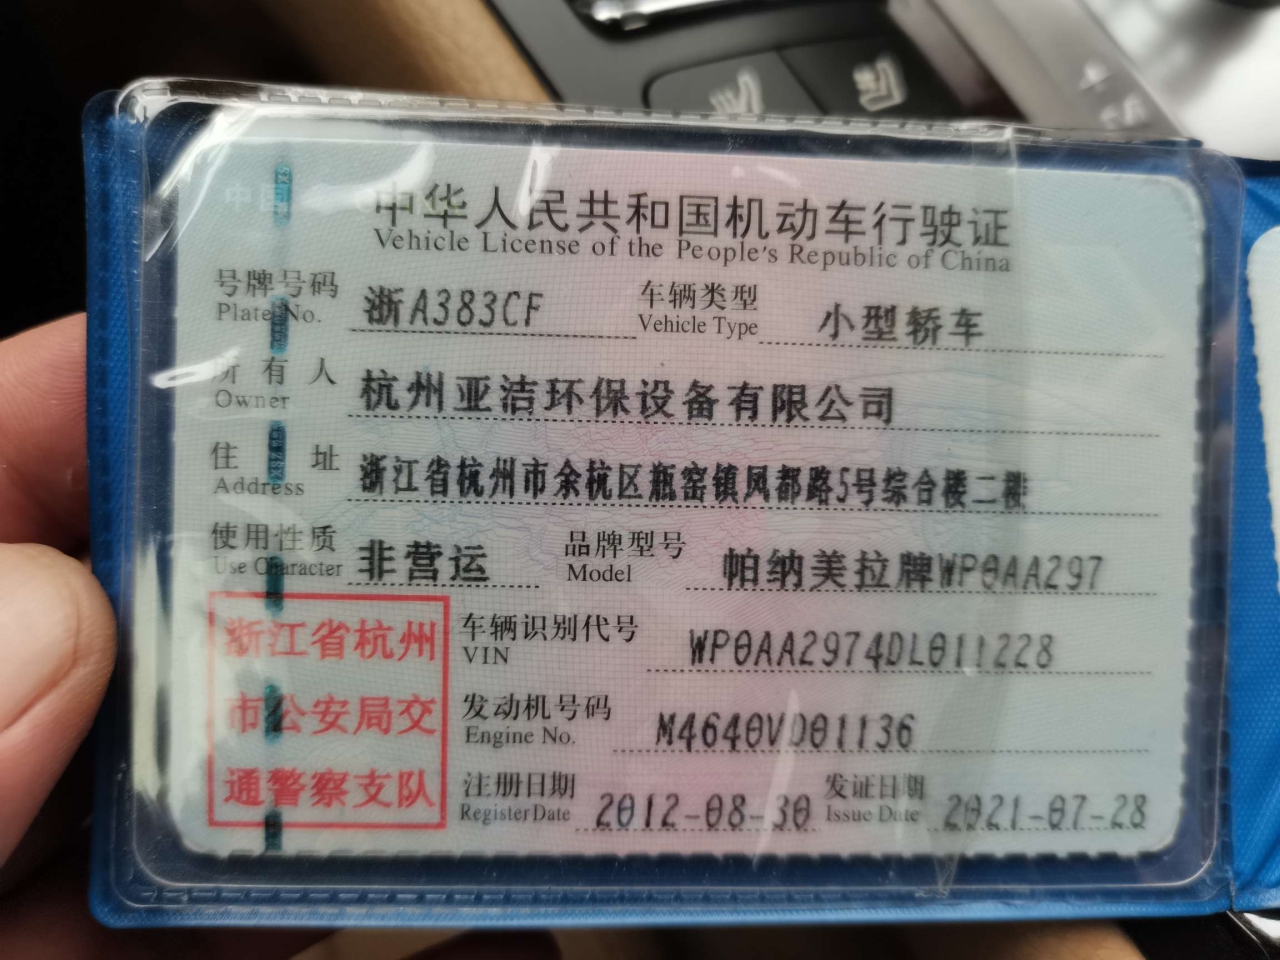 中华人民共和国机动车行驶证
Vehicle License of the People's Republic of China
号牌号码 浙A383CF 车辆类型 小型轿车
Plate No. Vehicle Type
所有人 杭州亚洁环保设备有限公司
Owner
住址 浙江省杭州市余杭区瓶窑镇凤都路5号综合楼二楼
Address
使用性质 非营运 品牌型号 帕纳美拉牌WP0AA297
Use Character Model
浙江省杭州
市公安局交
通警察支队
车辆识别代号 WP0AA2974DL011228
VIN
发动机号码 M4640VD01136
Engine No.
注册日期 2012-08-30 发证日期 2021-07-28
Register Date Issue Date